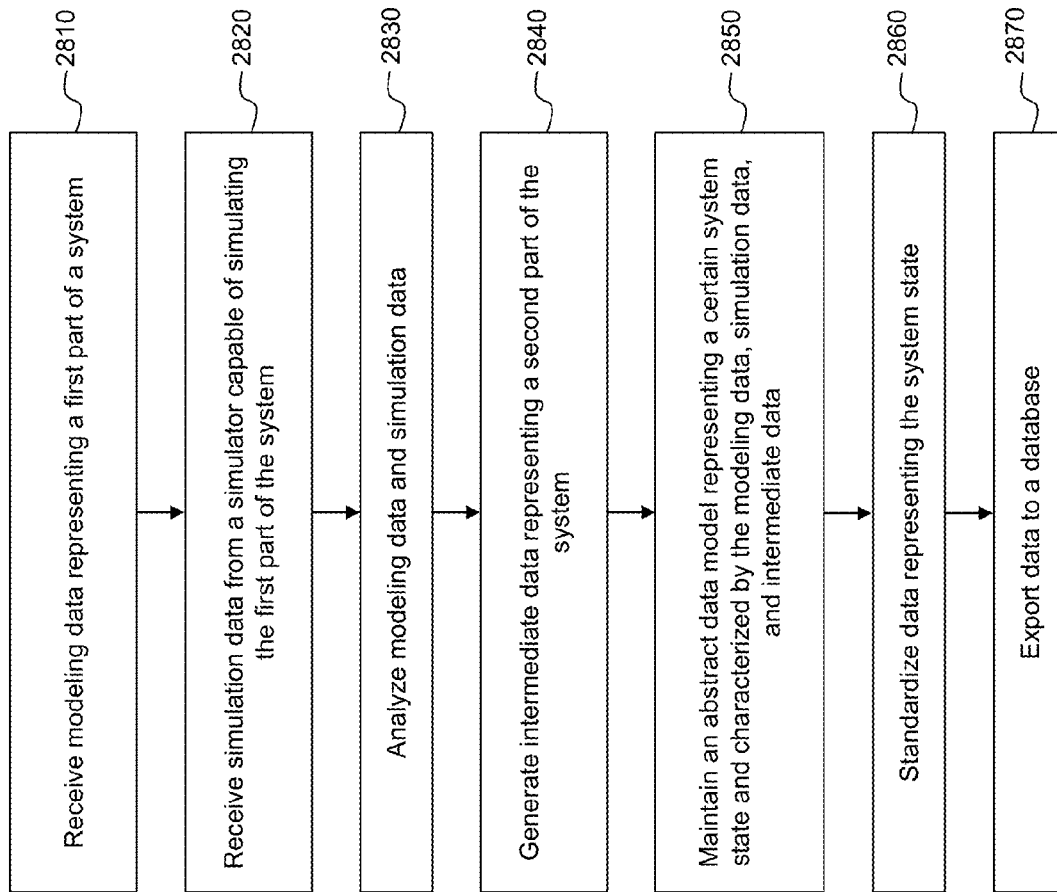 Receive modeling data representing a first part of a system
2810
Receive simulation data from a simulator capable of simulating
the first part of the system
2820
Analyze modeling data and simulation data
2830
Generate intermediate data representing a second part of the
system
2840
Maintain an abstract data model representing a certain system
state and characterized by the modeling data, simulation data,
and intermediate data
2850
Standardize data representing the system state
2860
Export data to a database
2870